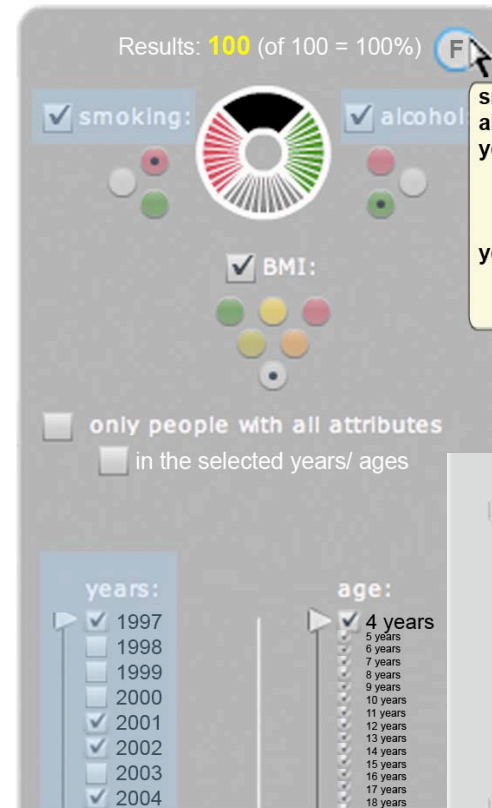 Results: 100 (of 100 = 100%) F
smoking: alcohol:
BMI:
only people with all attributes
in the selected years/ages
years: age:
1997
1998
1999
2000
2001
2002
2003
2004
4 years
5 years
6 years
7 years
8 years
9 years
10 years
11 years
12 years
13 years
14 years
15 years
16 years
17 years
18 years